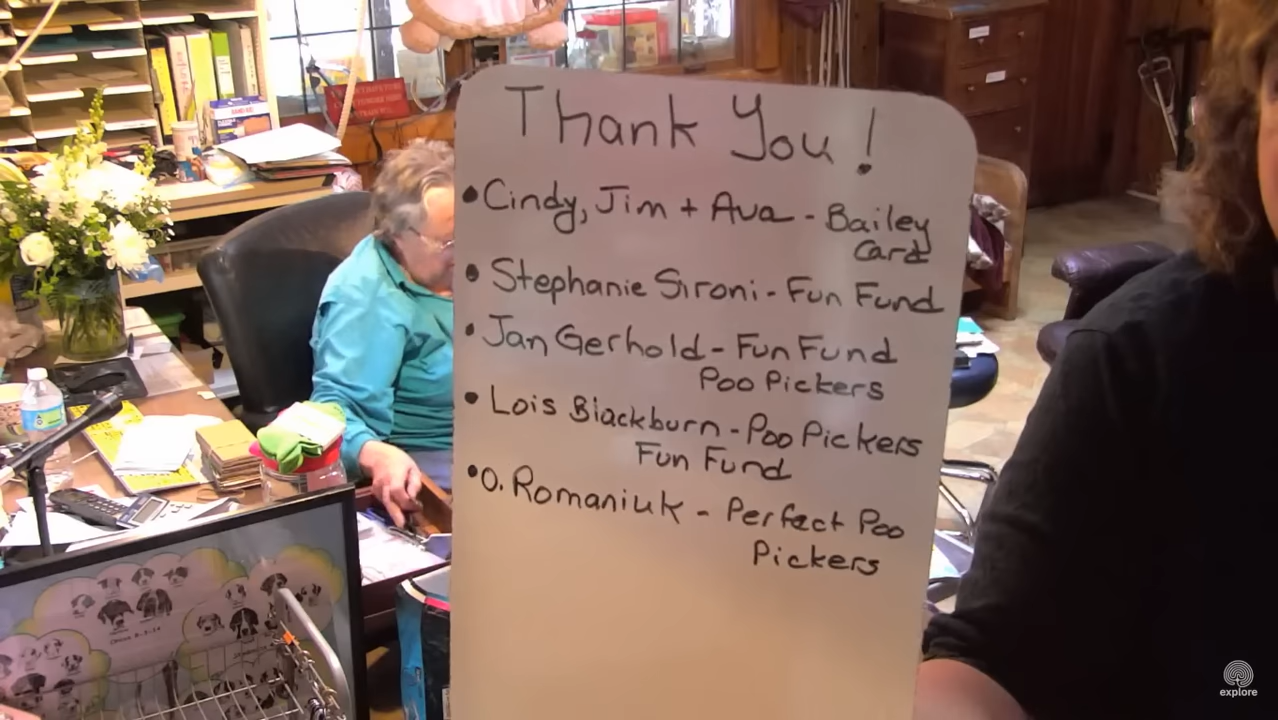 Thank You!
• Cindy, Jim + Ava - Bailey
Card
• Stephanie Sironi - Fun Fund
• Jan Gerhold - Fun Fund
Poo Pickers
• Lois Blackburn - Poo Pickers
Fun Fund
• O. Romaniuk - Perfect Poo
Pickers
explore